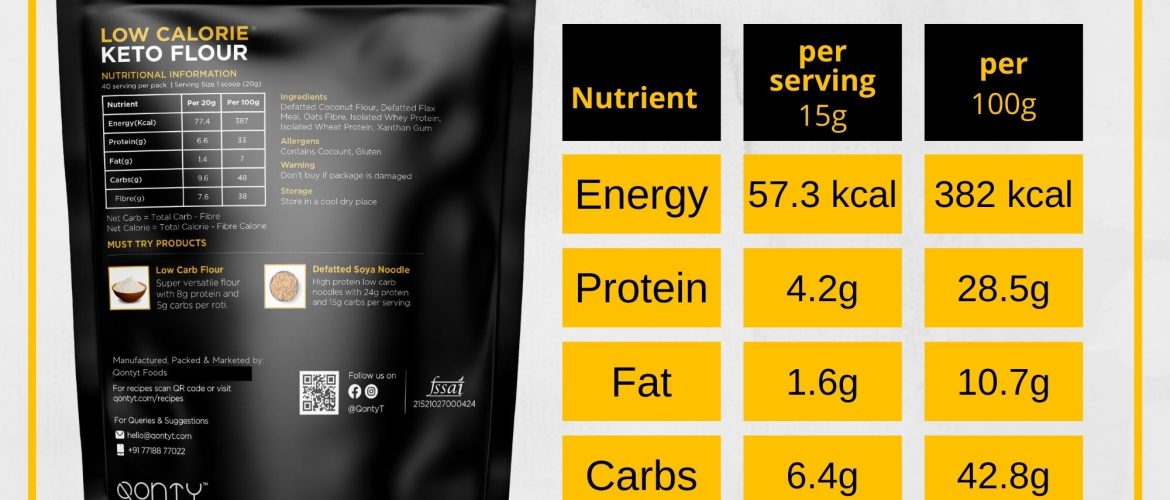 LOW CALORIE*
KETO FLOUR
NUTRITIONAL INFORMATION
40 serving per pack | Serving Size 1 scoop (20g)
Nutrient Per 20g Per 100g
Energy(Kcal) 77.4 387
Protein(g) 6.6 33
Fat(g) 1.4 7
Carbs(g) 9.6 48
Fibre(g) 7.6 38
Net Carb = Total Carb - Fibre
Net Calorie = Total Calorie - Fibre Calorie
Ingredients
Defatted Coconut Flour, Defatted Flax
Meal, Oats Fibre, Isolated Whey Protein,
Isolated Wheat Protein, Xanthan Gum
Allergens
Contains Cocount, Gluten
Warning
Don't buy if package is damaged
Storage
Store in a cool dry place
MUST TRY PRODUCTS
Low Carb Flour
Super versatile flour
with 8g protein and
5g carbs per roti.
Defatted Soya Noodle
High protein low carb
noodles with 24g protein
and 15g carbs per serving.
Manufactured, Packed & Marketed by:
Qontyt Foods
For recipes scan QR code or visit
qontyt.com/recipes
For Queries & Suggestions
hello@qontyt.com
+91 77188 77022
Follow us on
@QontyT
fssai
21521027000424
QONTY™
Nutrient
per
serving
15g
per
100g
Energy 57.3 kcal 382 kcal
Protein 4.2g 28.5g
Fat 1.6g 10.7g
Carbs 6.4g 42.8g